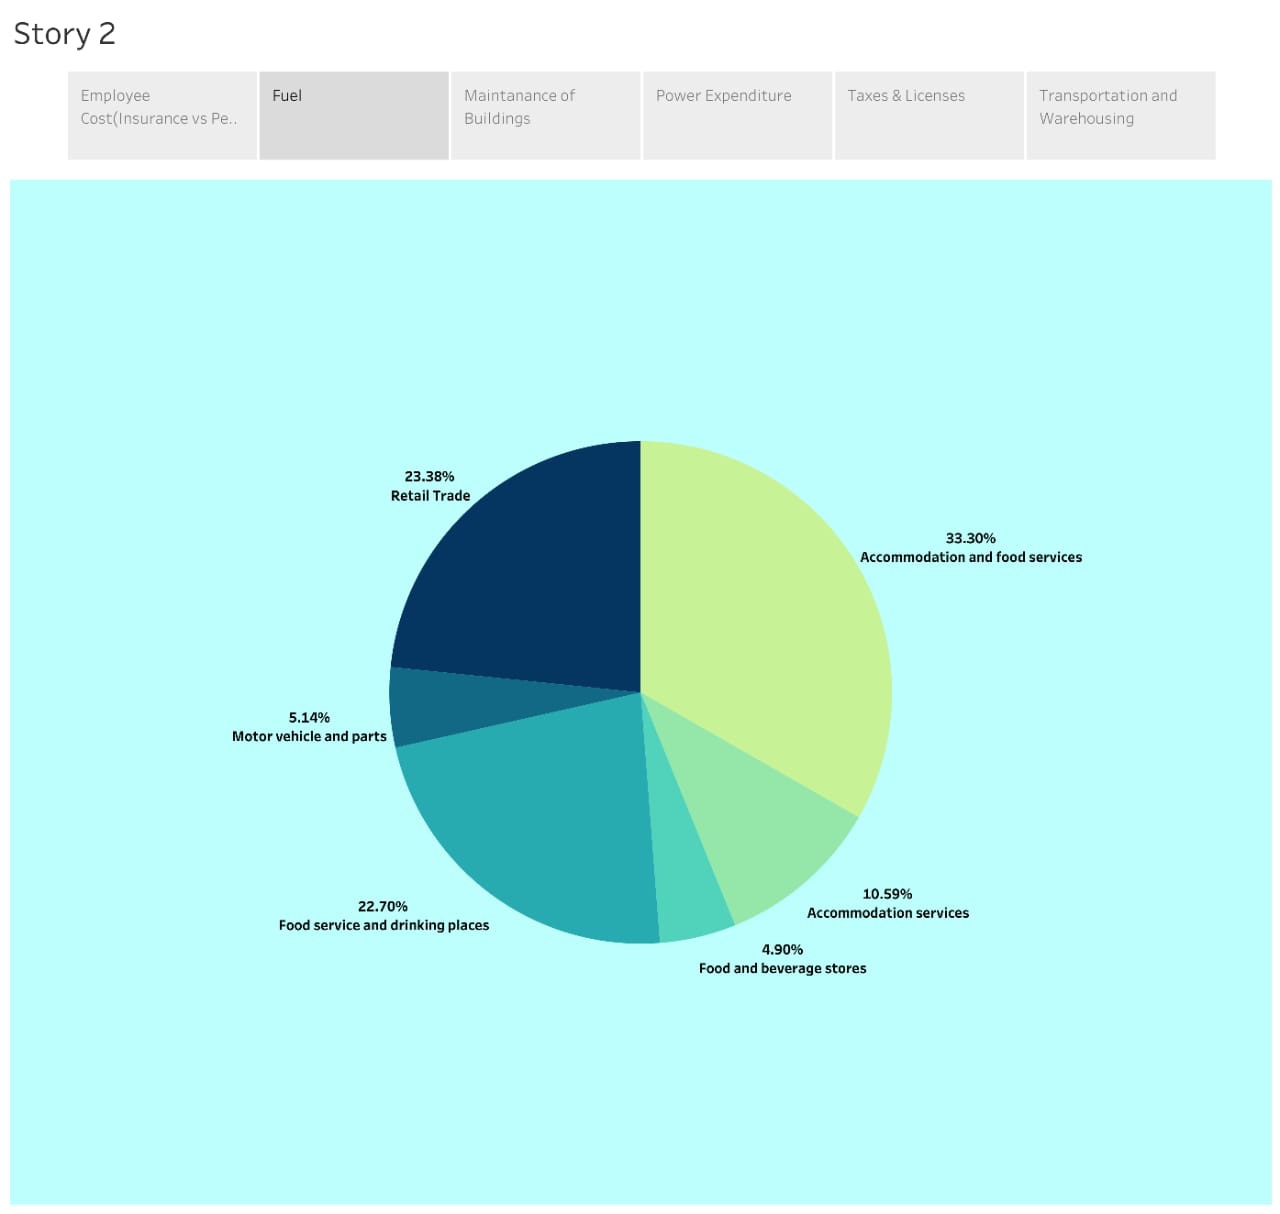 Story 2
Employee
Cost(Insurance vs Pe..
Fuel
Maintanance of
Buildings
Power Expenditure
Taxes & Licenses
Transportation and
Warehousing
23.38%
Retail Trade
33.30%
Accommodation and food services
5.14%
Motor vehicle and parts
10.59%
Accommodation services
22.70%
Food service and drinking places
4.90%
Food and beverage stores